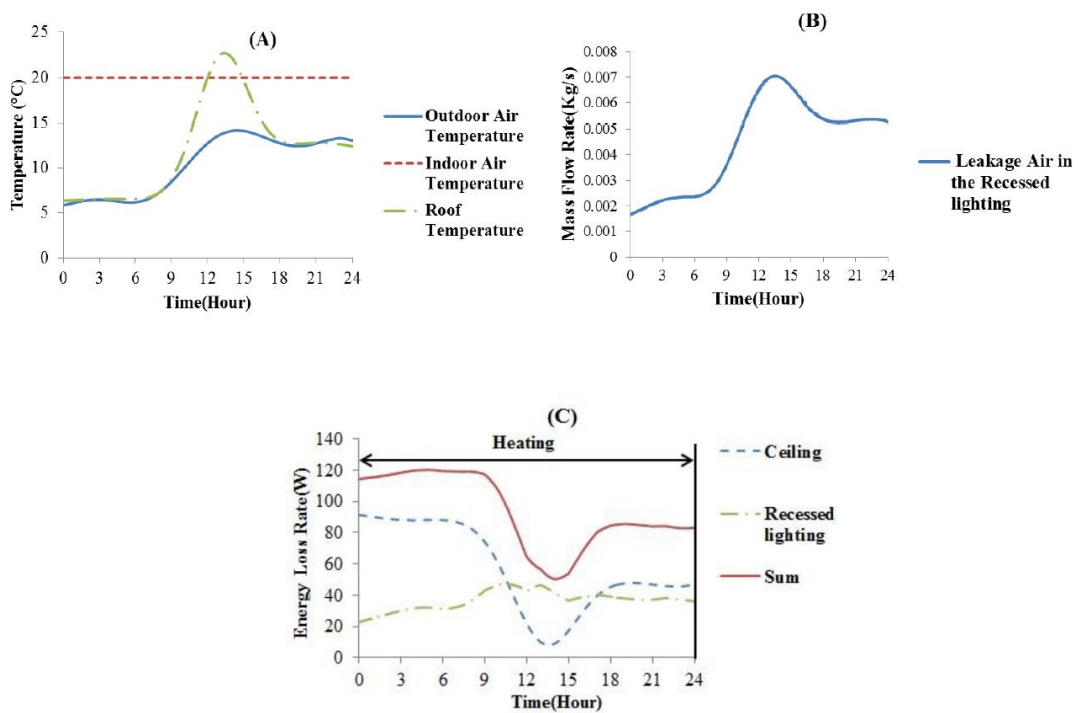 (A)
25
20
15
10
5
0
Temperature (°C)
0 3 6 9 12 15 18 21 24
Time(Hour)
Outdoor Air
Temperature
Indoor Air
Temperature
Roof
Temperature
(B)
0.008
0.007
0.006
0.005
0.004
0.003
0.002
0.001
0
Mass Flow Rate(Kg/s)
0 3 6 9 12 15 18 21 24
Time(Hour)
Leakage Air in
the Recessed
lighting
(C)
Heating
140
120
100
80
60
40
20
0
Energy Loss Rate(W)
0 3 6 9 12 15 18 21 24
Time(Hour)
Ceiling
Recessed
lighting
Sum